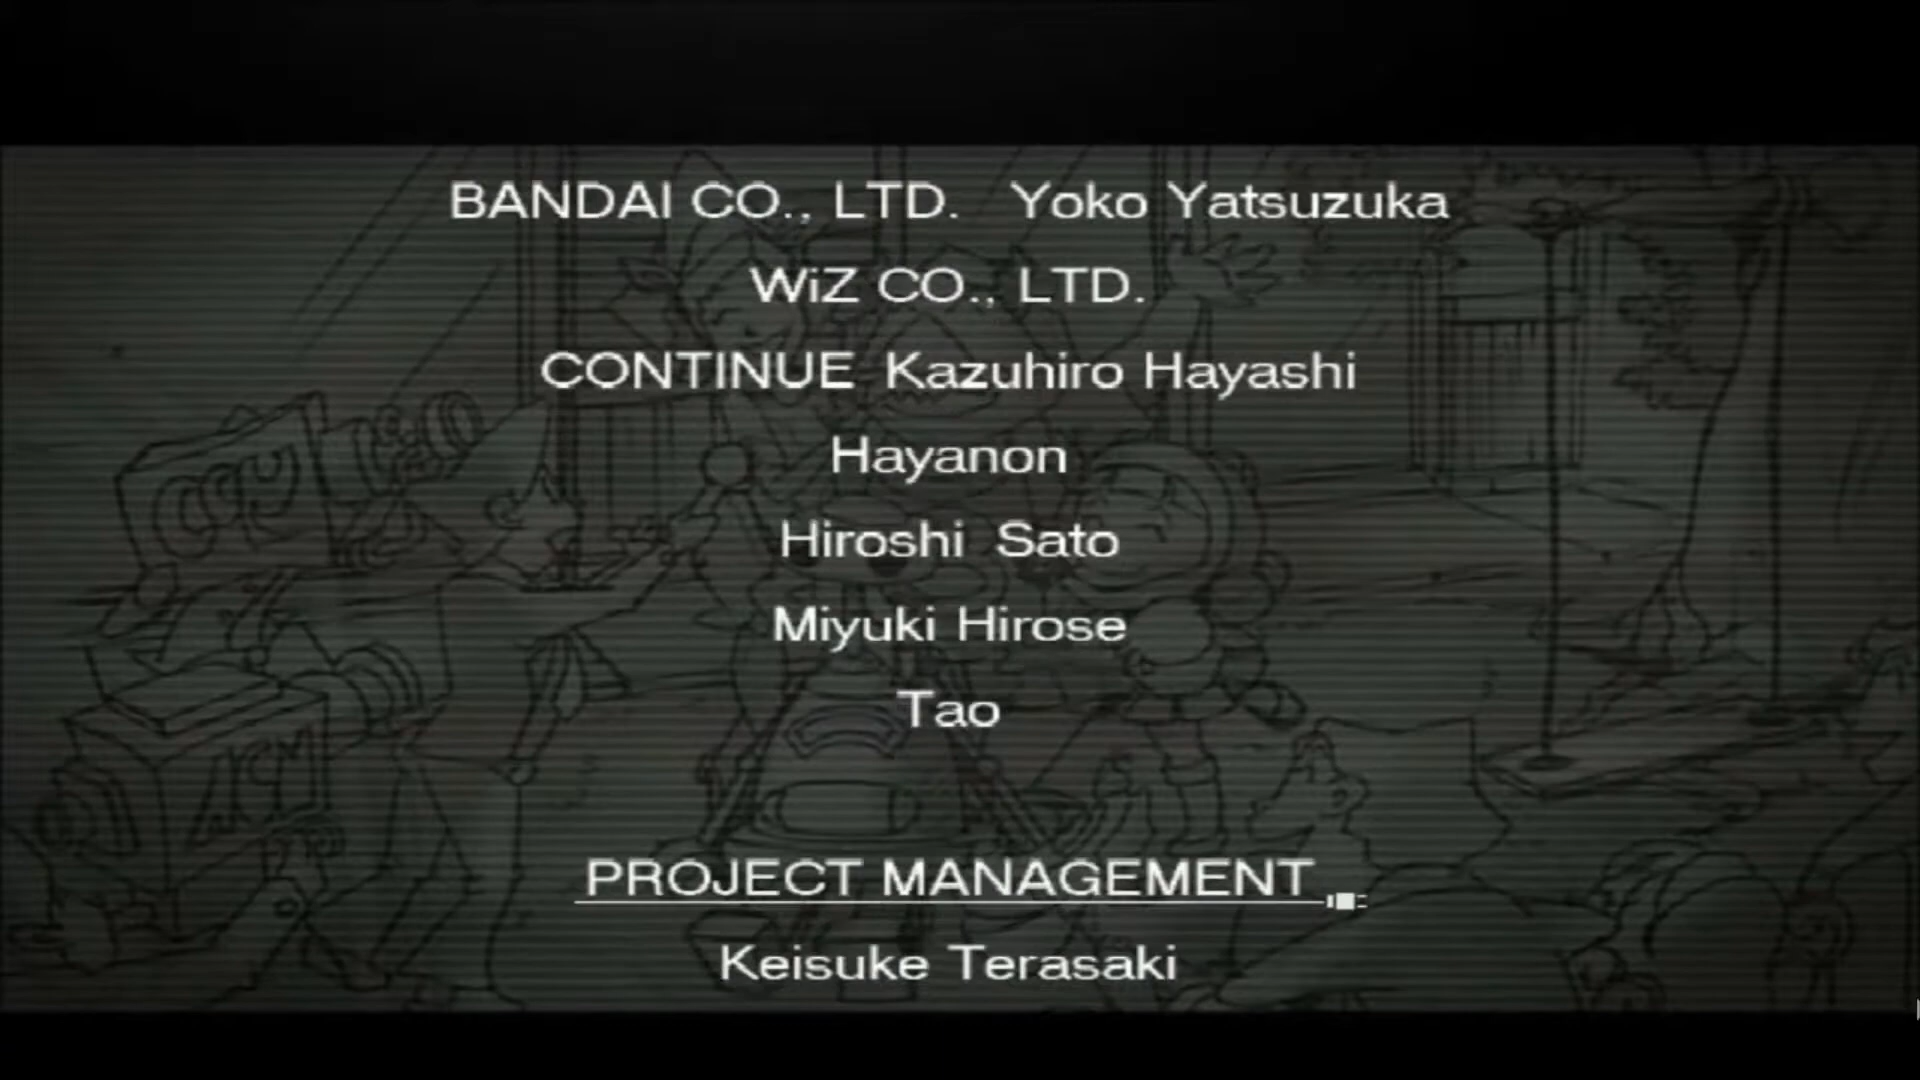 BANDAI CO., LTD. Yoko Yatsuzuka
WiZ CO., LTD.
CONTINUE Kazuhiro Hayashi
Hayanon
Hiroshi Sato
Miyuki Hirose
Tao
PROJECT MANAGEMENT
Keisuke Terasaki